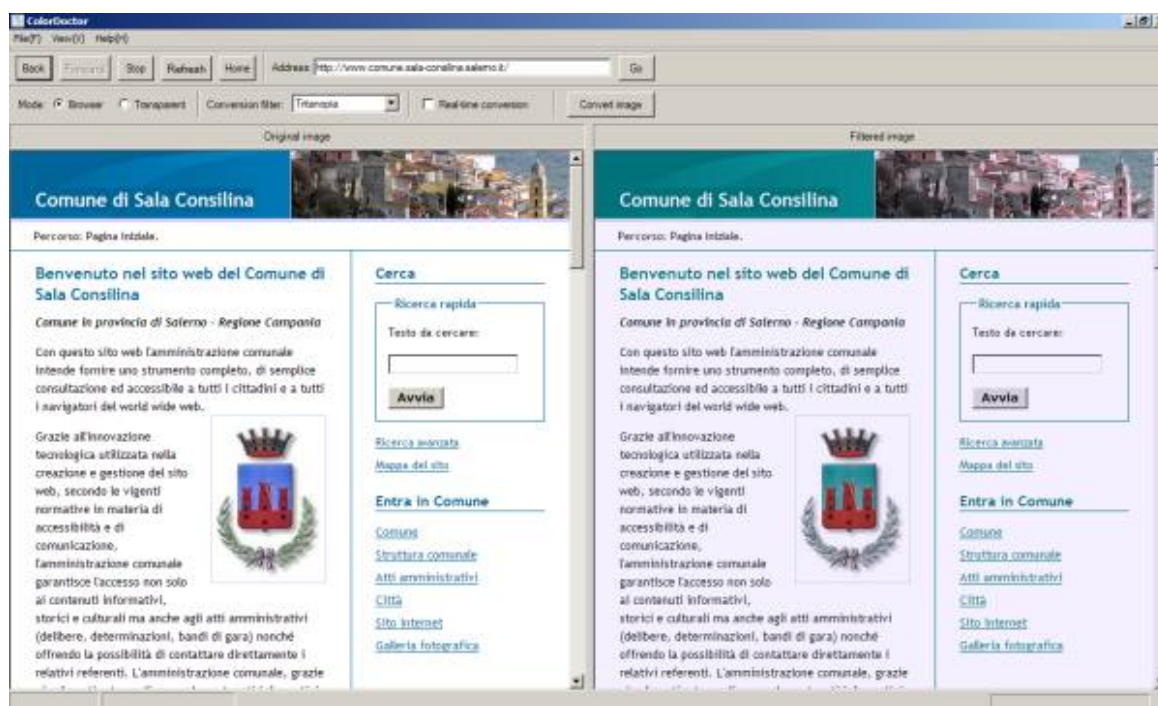 ColorDoctor
File(F) View(V) Help(H)
Back Forward Stop Refresh Home Address: http://www.comune.sala-consilina.salerno.it/ Go
Mode: Browser Transparent Conversion filter: Tritanopia Real-time conversion Convert image
Original image
Comune di Sala Consilina
Percorso: Pagina iniziale.
Benvenuto nel sito web del Comune di
Sala Consilina
Comune in provincia di Salerno - Regione Campania
Con questo sito web l'amministrazione comunale
intende fornire uno strumento completo, di semplice
consultazione ed accessibile a tutti i cittadini e a tutti
i navigatori del world wide web.
Grazie all'innovazione
tecnologica utilizzata nella
creazione e gestione del sito
web, secondo le vigenti
normative in materia di
accessibilità e di
comunicazione,
l'amministrazione comunale
garantisce l'accesso non solo
ai contenuti informativi,
storici e culturali ma anche agli atti amministrativi
(delibere, determinazioni, bandi di gara) nonché
offrendo la possibilità di contattare direttamente i
relativi referenti. L'amministrazione comunale, grazie
Cerca
Ricerca rapida
Testo da cercare:
Avvia
Ricerca avanzata
Mappa del sito
Entra in Comune
Comune
Struttura comunale
Atti amministrativi
Città
Sito Internet
Galleria fotografica
Filtered image
Comune di Sala Consilina
Percorso: Pagina iniziale.
Benvenuto nel sito web del Comune di
Sala Consilina
Comune in provincia di Salerno - Regione Campania
Con questo sito web l'amministrazione comunale
intende fornire uno strumento completo, di semplice
consultazione ed accessibile a tutti i cittadini e a tutti
i navigatori del world wide web.
Grazie all'innovazione
tecnologica utilizzata nella
creazione e gestione del sito
web, secondo le vigenti
normative in materia di
accessibilità e di
comunicazione,
l'amministrazione comunale
garantisce l'accesso non solo
ai contenuti informativi,
storici e culturali ma anche agli atti amministrativi
(delibere, determinazioni, bandi di gara) nonché
offrendo la possibilità di contattare direttamente i
relativi referenti. L'amministrazione comunale, grazie
Cerca
Ricerca rapida
Testo da cercare:
Avvia
Ricerca avanzata
Mappa del sito
Entra in Comune
Comune
Struttura comunale
Atti amministrativi
Città
Sito Internet
Galleria fotografica